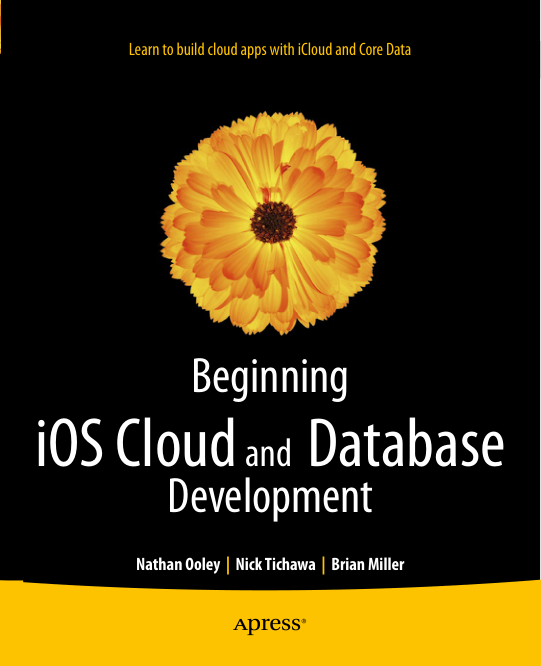 Learn to build cloud apps with iCloud and Core Data
Beginning
iOS Cloud and Database
Development
Nathan Ooley | Nick Tichawa | Brian Miller
Apress®